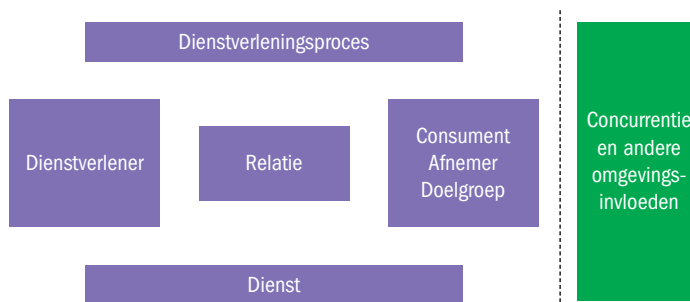 Dienstverleningsproces
Dienstverlener
Relatie
Consument
Afnemer
Doelgroep
Dienst
Concurrentie
en andere
omgevings-
invloeden